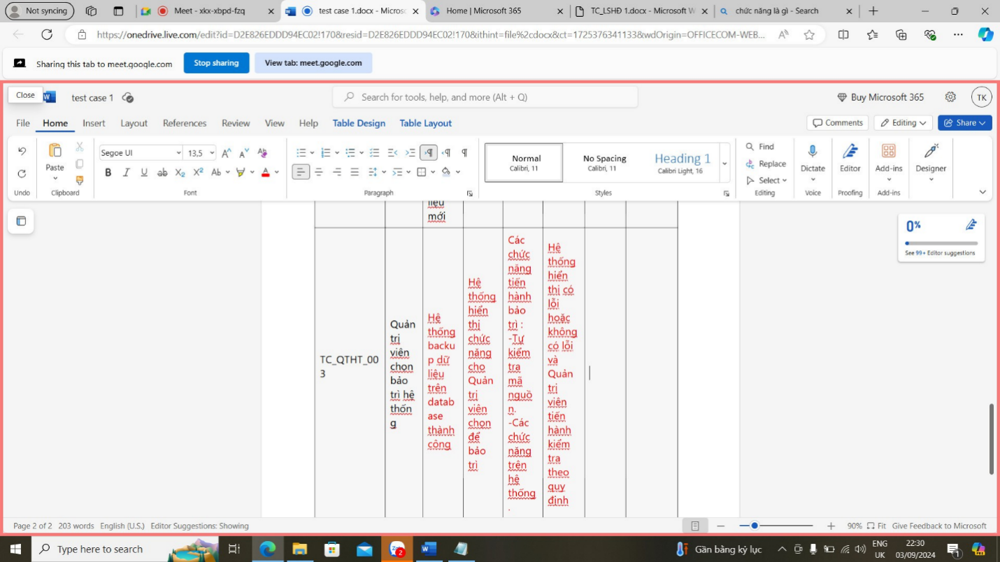 Not syncing
Meet - xkx-xbpd-fzq
test case 1.docx - Micros
Home | Microsoft 365
TC_LSHD 1.docx - Microsoft W
chức năng là gì - Search
https://onedrive.live.com/edit?id=D2E826EDDD94EC02!170&resid=D2E826EDDD94EC02!170&ithint=file%2cdocx&ct=1725376341133&wdOrigin=OFFICECOM-WEB...
Sharing this tab to meet.google.com
Stop sharing
View tab: meet.google.com
Close
test case 1
Search for tools, help, and more (Alt + Q)
Buy Microsoft 365
TK
File Home Insert Layout References Review View Help Table Design Table Layout
Comments
Editing
Share
Segoe UI
13,5
Paste
Undo
Clipboard
Font
Paragraph
Normal
Calibri, 11
No Spacing
Calibri, 11
Heading 1
Calibri Light, 16
Styles
Find
Replace
Select
Editing
Dictate
Voice
Editor
Proofing
Add-ins
Add-ins
Designer
liệu
mới
TC_QTHT_00
3
Quản
trị
viên
chọn
bảo
trì hệ
thốn
g
Hệ
thống
backu
p dữ
liệu
trên
datab
ase
thành
công
Hệ
thống
hiển
thị
chức
năng
cho
Quản
trị
viên
chọn
để
bảo
trì
Các
chức
năng
tiến
hành
bảo
trì :
-Tự
kiểm
tra
mã
nguồ
n.
-Các
chức
năng
trên
hệ
thống
.
Hệ
thống
hiển
thị có
lỗi
hoặc
không
có lỗi
và
Quản
trị
viên
tiến
hành
kiểm
tra
theo
quy
định
0%
See 99+ Editor suggestions
Page 2 of 2 203 words English (U.S.) Editor Suggestions: Showing
90% Fit Give Feedback to Microsoft
Type here to search
2
Gần bằng kỷ lục
ENG
UK
22:30
03/09/2024
1